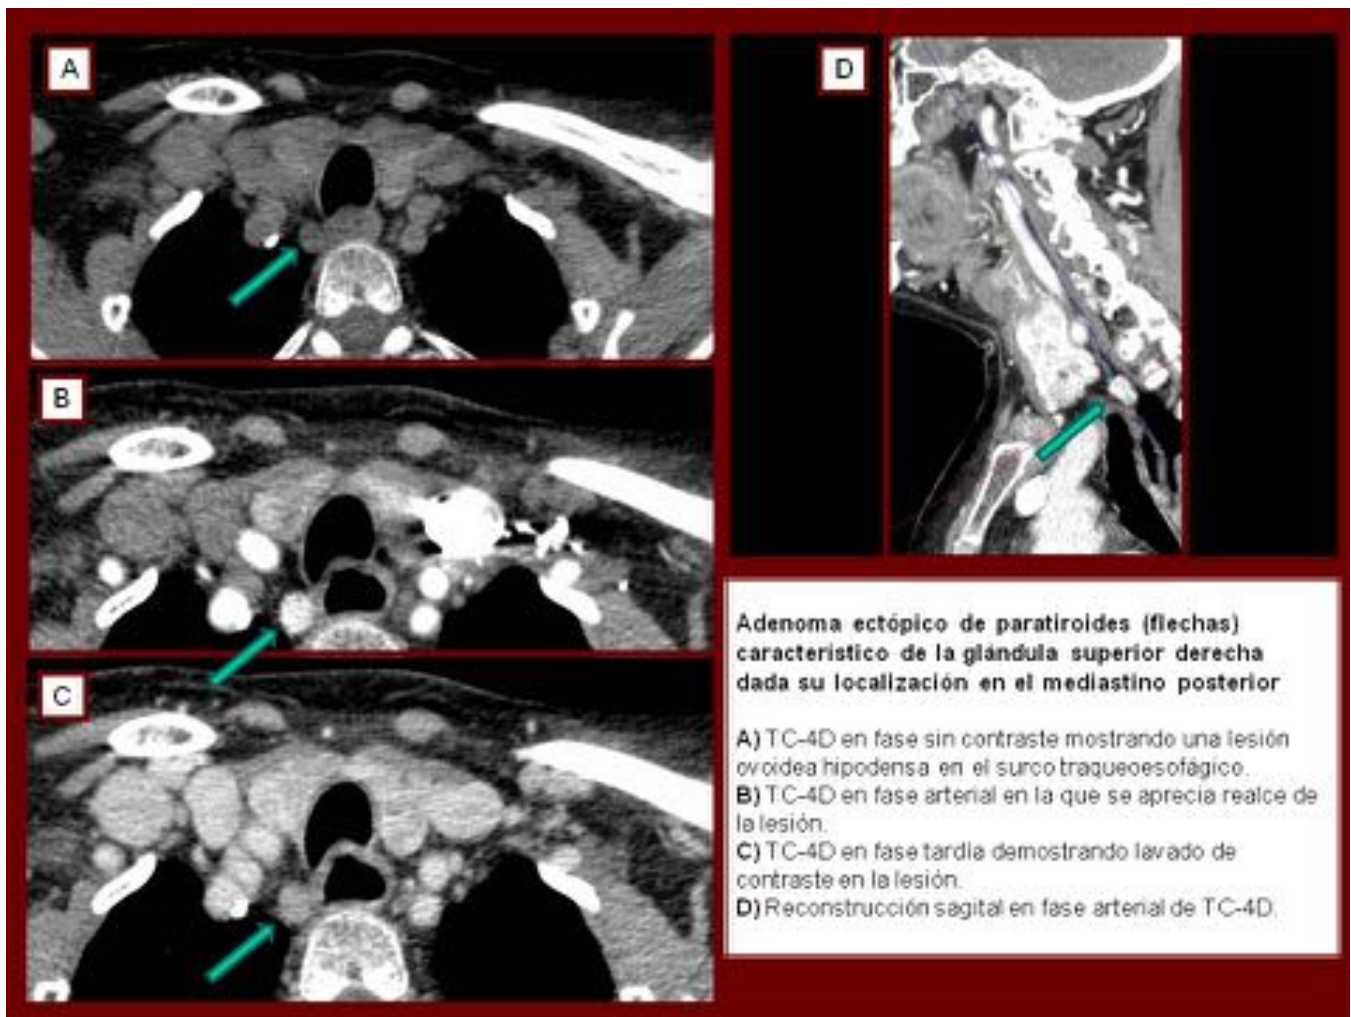 A
D
B
C
Adenoma ectópico de paratiroides (flechas)
característico de la glándula superior derecha
dada su localización en el mediastino posterior
A) TC-4D en fase sin contraste mostrando una lesión
ovoidea hipodensa en el surco traqueoesofágico.
B) TC-4D en fase arterial en la que se aprecia realce de
la lesión.
C) TC-4D en fase tardía demostrando lavado de
contraste en la lesión.
D) Reconstrucción sagital en fase arterial de TC-4D.